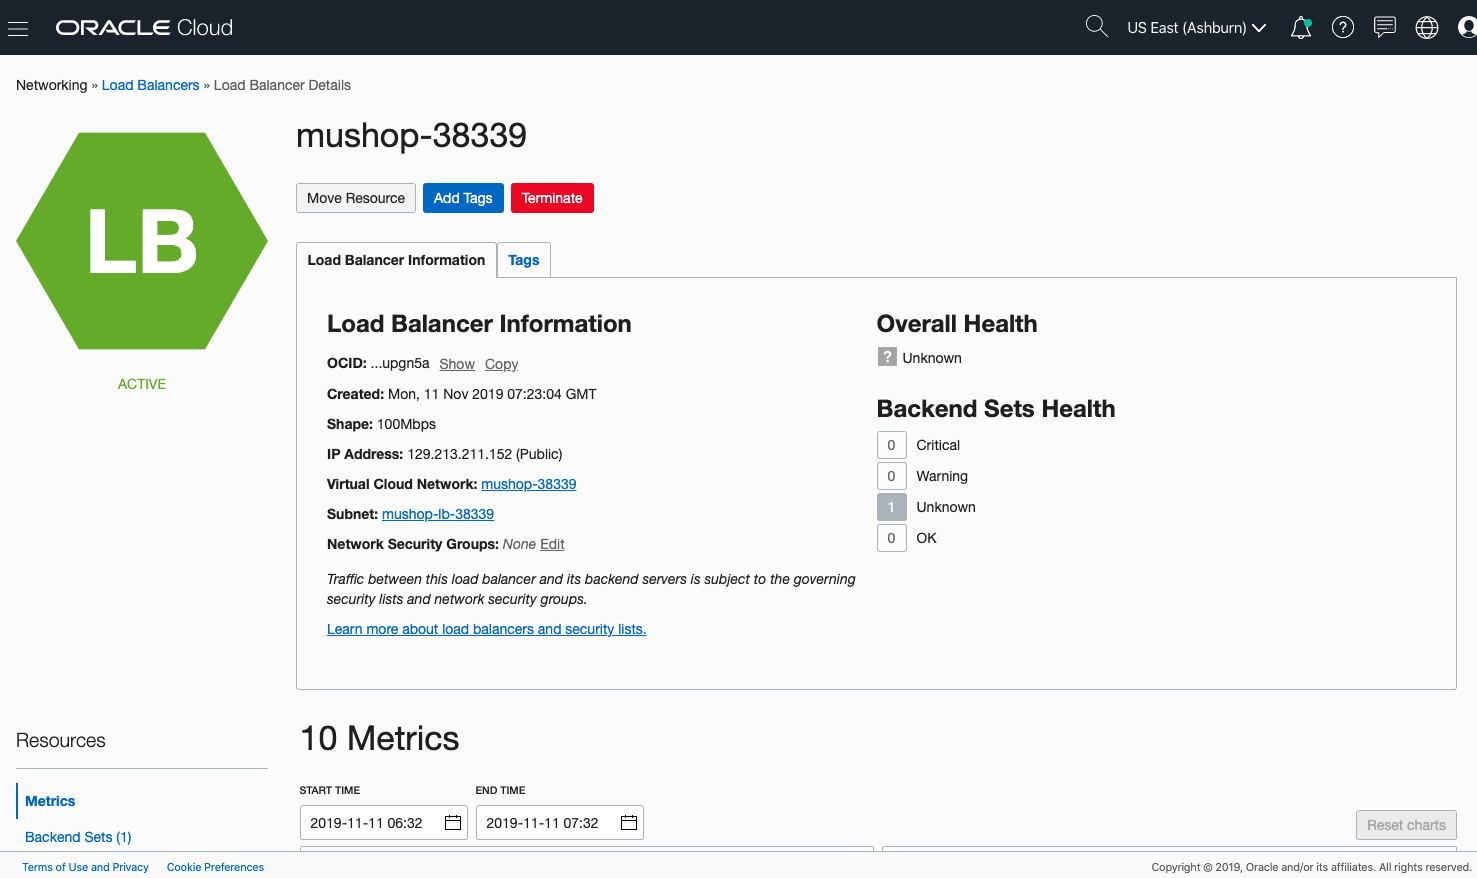 ORACLE Cloud
US East (Ashburn)
Networking » Load Balancers » Load Balancer Details
LB
ACTIVE
mushop-38339
Move Resource
Add Tags
Terminate
Load Balancer Information
Tags
Load Balancer Information
OCID: ...upgn5a Show Copy
Created: Mon, 11 Nov 2019 07:23:04 GMT
Shape: 100Mbps
IP Address: 129.213.211.152 (Public)
Virtual Cloud Network: mushop-38339
Subnet: mushop-lb-38339
Network Security Groups: None Edit
Traffic between this load balancer and its backend servers is subject to the governing
security lists and network security groups.
Learn more about load balancers and security lists.
Overall Health
? Unknown
Backend Sets Health
0 Critical
0 Warning
1 Unknown
0 OK
Resources
Metrics
Backend Sets (1)
10 Metrics
START TIME
END TIME
2019-11-11 06:32
2019-11-11 07:32
Reset charts
Terms of Use and Privacy
Cookie Preferences
Copyright © 2019, Oracle and/or its affiliates. All rights reserved.